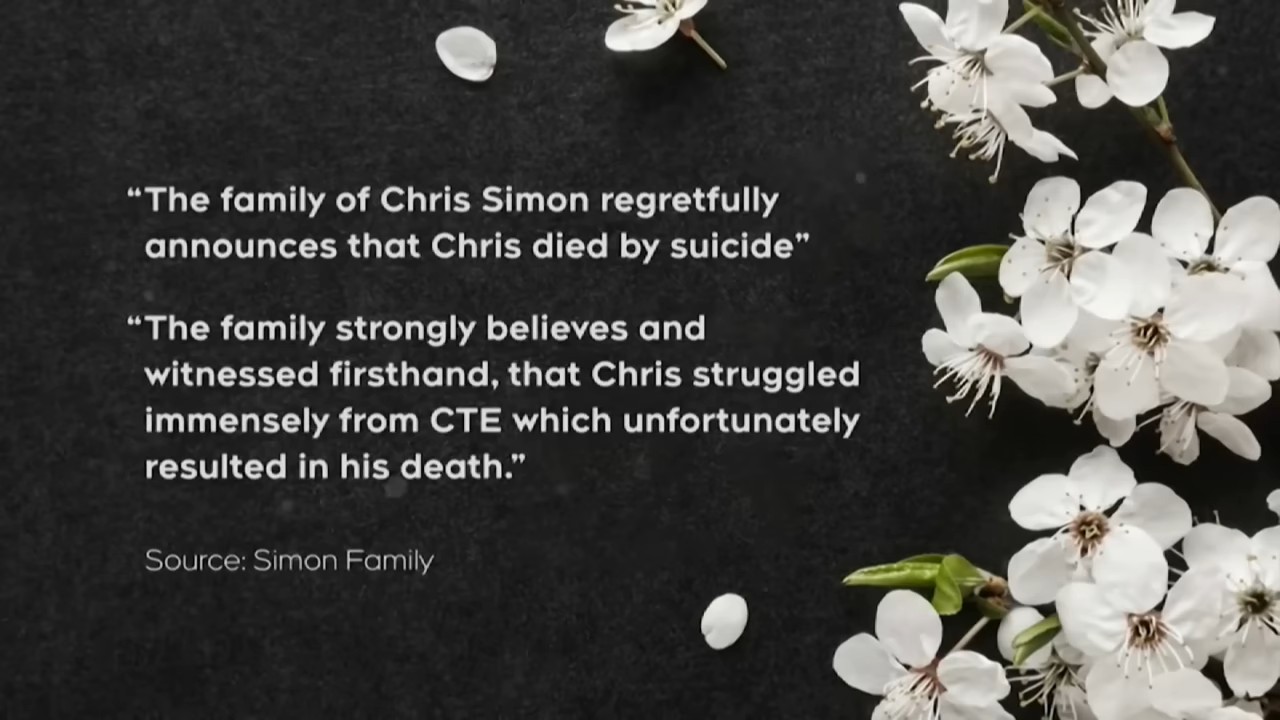 “The family of Chris Simon regretfully
announces that Chris died by suicide”
“The family strongly believes and
witnessed firsthand, that Chris struggled
immensely from CTE which unfortunately
resulted in his death.”
Source: Simon Family